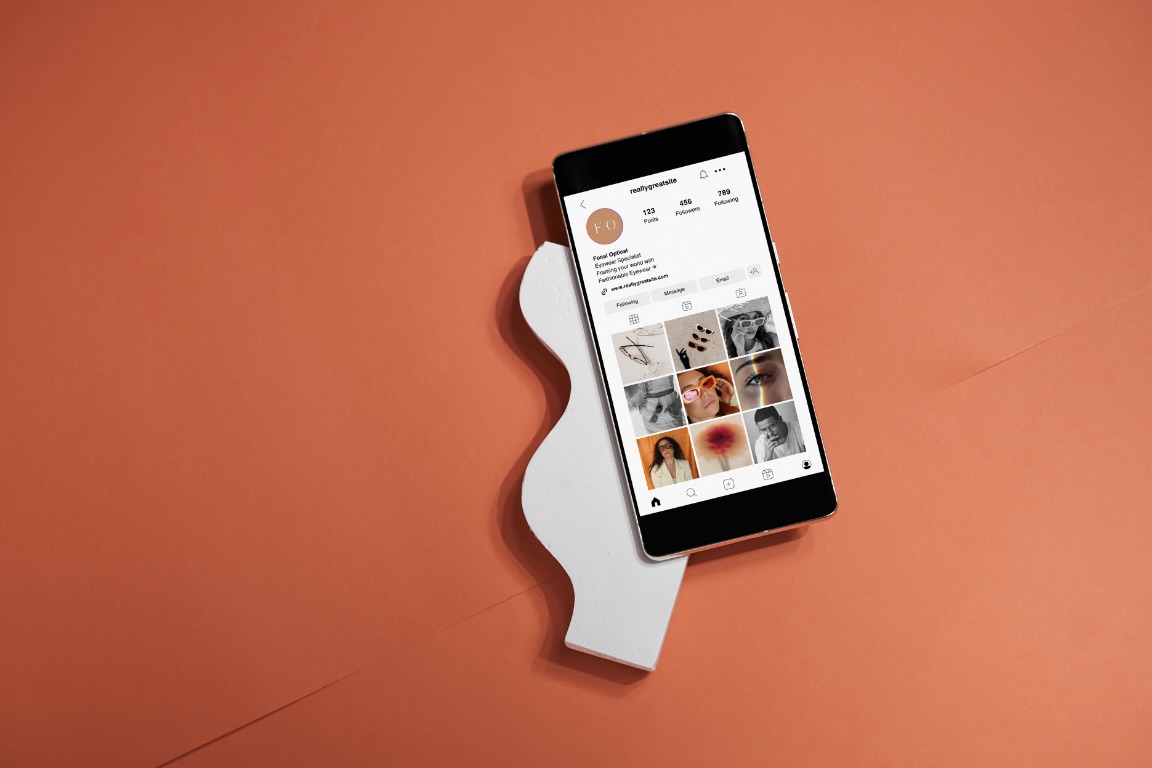 reallygreatsite
F O
123
Posts
456
Followers
789
Following
Focal Optical
Eyewear Specialist
Framing your world with
Fashionable Eyewear
www.reallygreatsite.com
Following
Message
Email